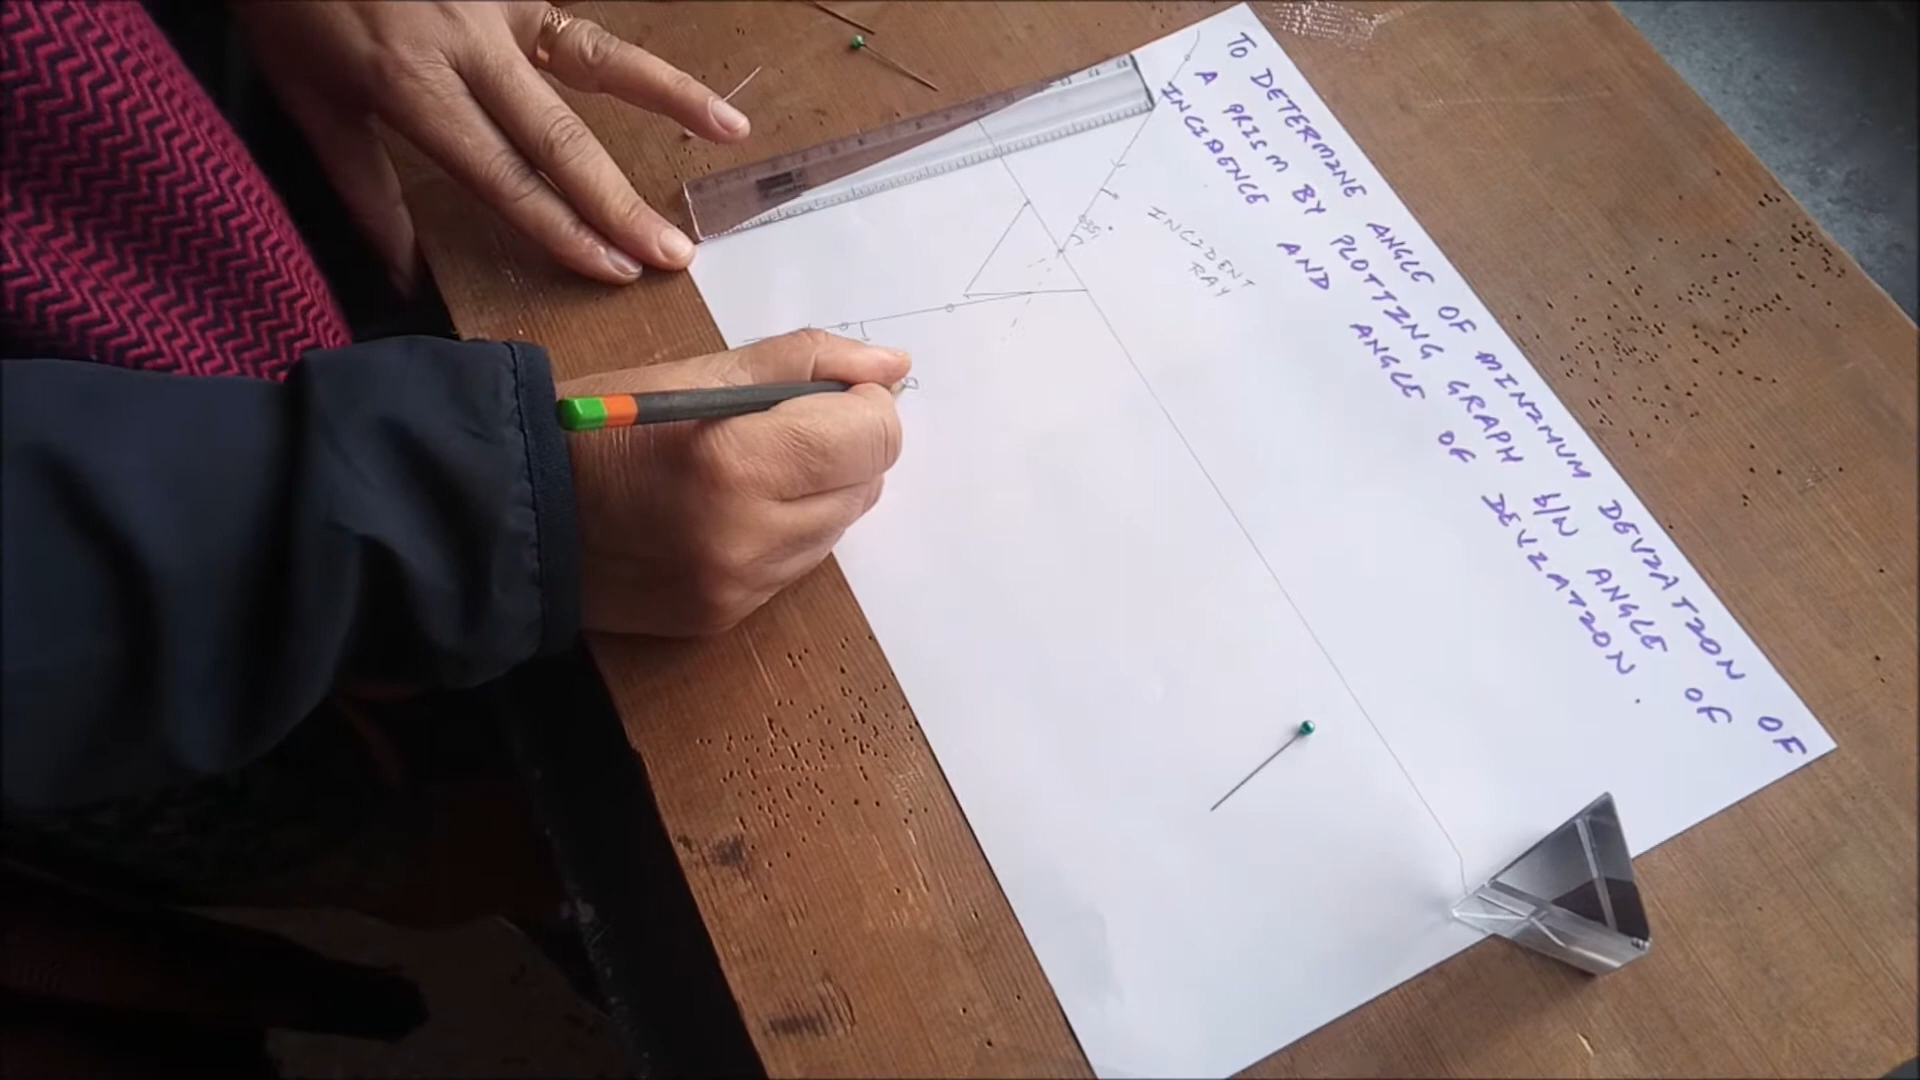 TO DETERMINE ANGLE OF MINIMUM DEVIATION OF
A PRISM BY PLOTTING GRAPH b/N ANGLE OF
INCIDENCE AND ANGLE OF DEVIATION.
INCIDENT
RAY
35°